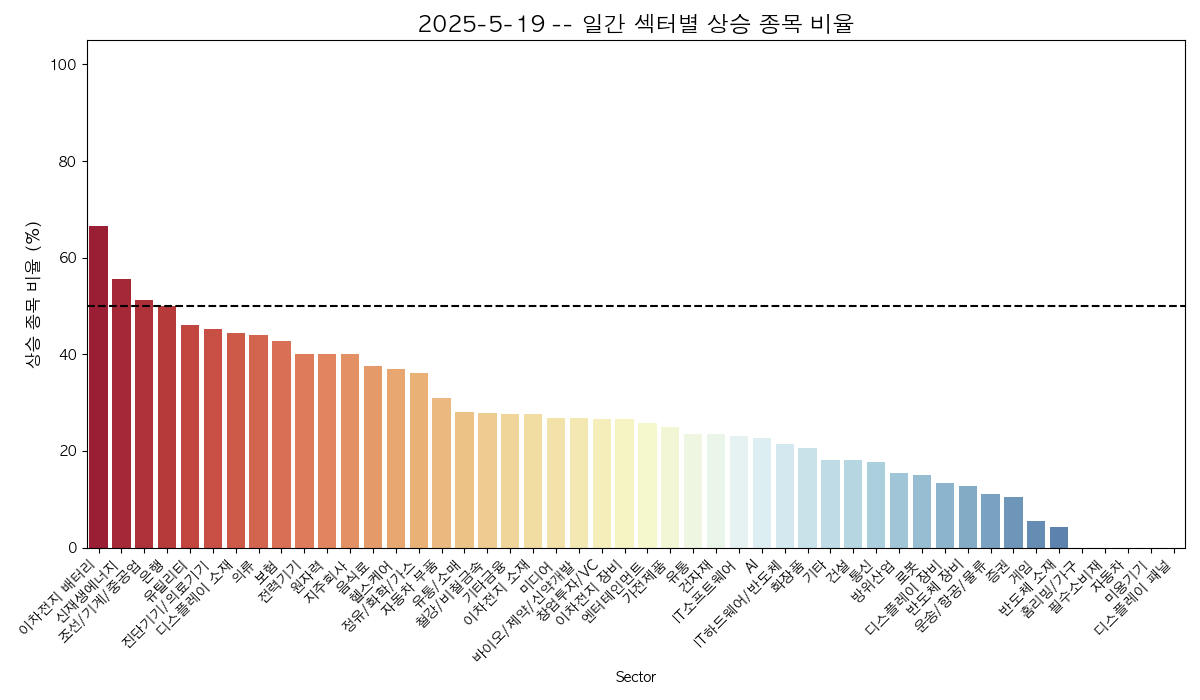 2025-5-19 -- 일간 섹터별 상승 종목 비율
상승 종목 비율 (%)
100
80
60
40
20
0
이차전지 배터리
신재생에너지
조선/기계/중공업
은행
유틸리티
진단기기/의료기기
디스플레이 소재
의류
보험
전력기기
원자력
지주회사
음식료
헬스케어
정유/화학/가스
자동차 부품
유통/소매
철강/비철금속
기타금융
이차전지 소재
미디어
바이오/제약/신약개발
창업투자/VC
이차전지 장비
엔터테인먼트
가전제품
유통
건자재
IT소프트웨어
AI
IT하드웨어/반도체
화장품
기타
건설
통신
방위산업
로봇
디스플레이 장비
반도체 장비
운송/항공/물류
증권
게임
반도체 소재
홈리빙/가구
필수소비재
자동차
미용기기
디스플레이 패널
Sector